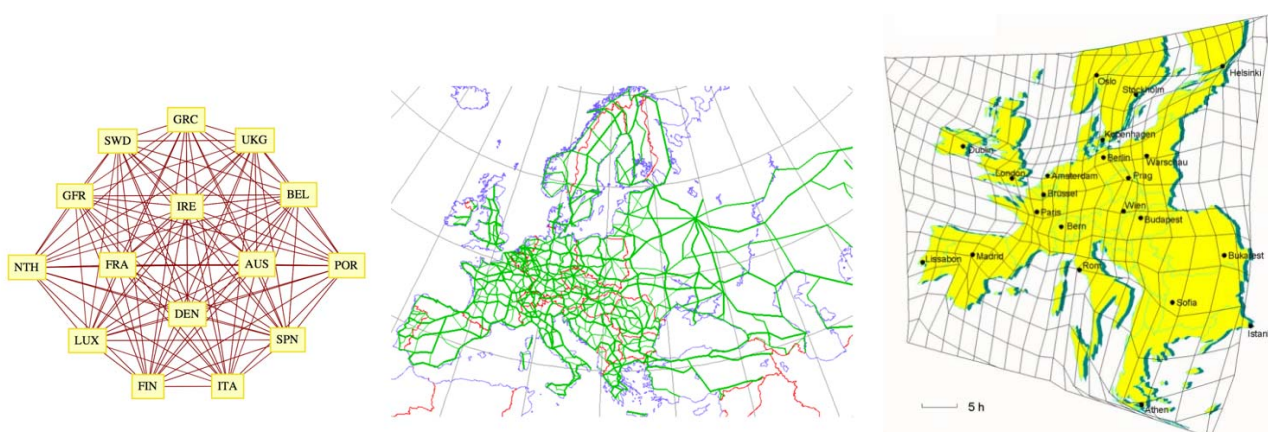 GRC
SWD
UKG
GFR
BEL
IRE
NTH
FRA
AUS
POR
DEN
LUX
SPN
FIN
ITA
Helsinki
Oslo
Stockholm
Kopenhagen
Dublin
Berlin
Warschau
London
Amsterdam
Prag
Brüssel
Paris
Wien
Budapest
Bern
Lissabon
Madrid
Rom
Bukarest
Sofia
Istan
Athen
5 h